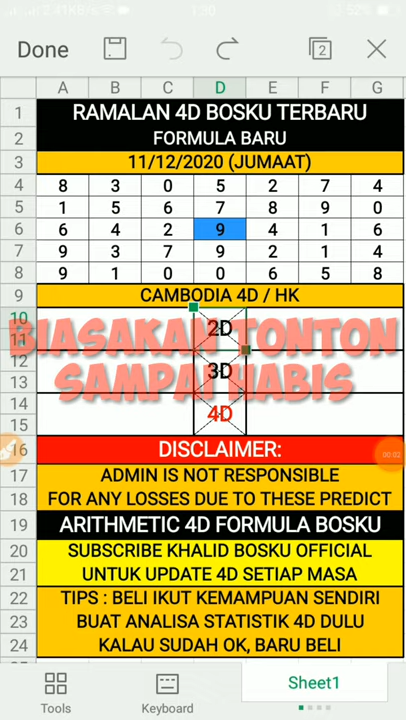 1:30
52%
Done
2
A B C D E F G
1 RAMALAN 4D BOSKU TERBARU
2 FORMULA BARU
3 11/12/2020 (JUMAAT)
4 8 3 0 5 2 7 4
5 1 5 6 7 8 9 0
6 6 4 2 9 4 1 6
7 9 3 7 9 2 1 4
8 9 1 0 0 6 5 8
9 CAMBODIA 4D / HK
10 2D
11
BIASAKAN TONTON
12 3D
13
SAMPAI HABIS
14 4D
15
16 DISCLAIMER:
00:02
17 ADMIN IS NOT RESPONSIBLE
18 FOR ANY LOSSES DUE TO THESE PREDICT
19 ARITHMETIC 4D FORMULA BOSKU
20 SUBSCRIBE KHALID BOSKU OFFICIAL
21 UNTUK UPDATE 4D SETIAP MASA
22 TIPS : BELI IKUT KEMAMPUAN SENDIRI
23 BUAT ANALISA STATISTIK 4D DULU
24 KALAU SUDAH OK, BARU BELI
Tools
Keyboard
Sheet1